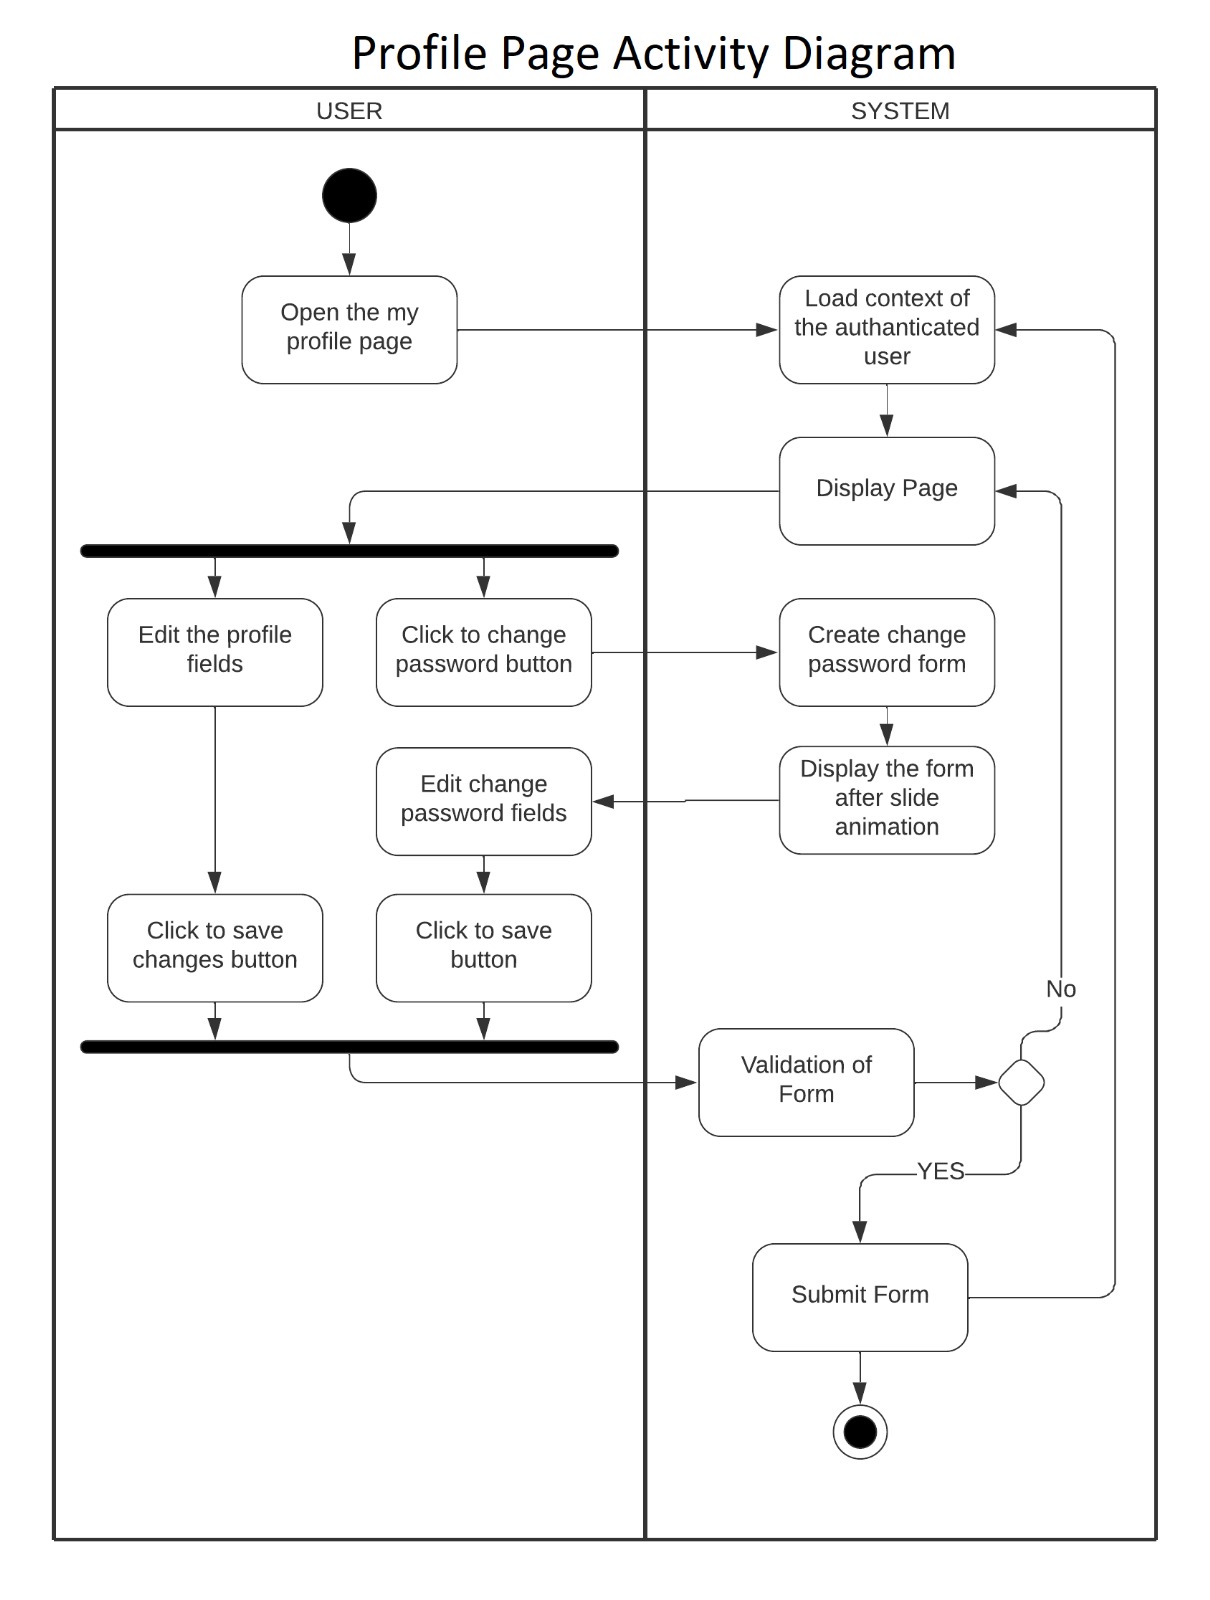 Profile Page Activity Diagram
USER
SYSTEM
Open the my
profile page
Load context of
the authanticated
user
Display Page
Edit the profile
fields
Click to change
password button
Create change
password form
Edit change
password fields
Display the form
after slide
animation
Click to save
changes button
Click to save
button
No
Validation of
Form
YES
Submit Form